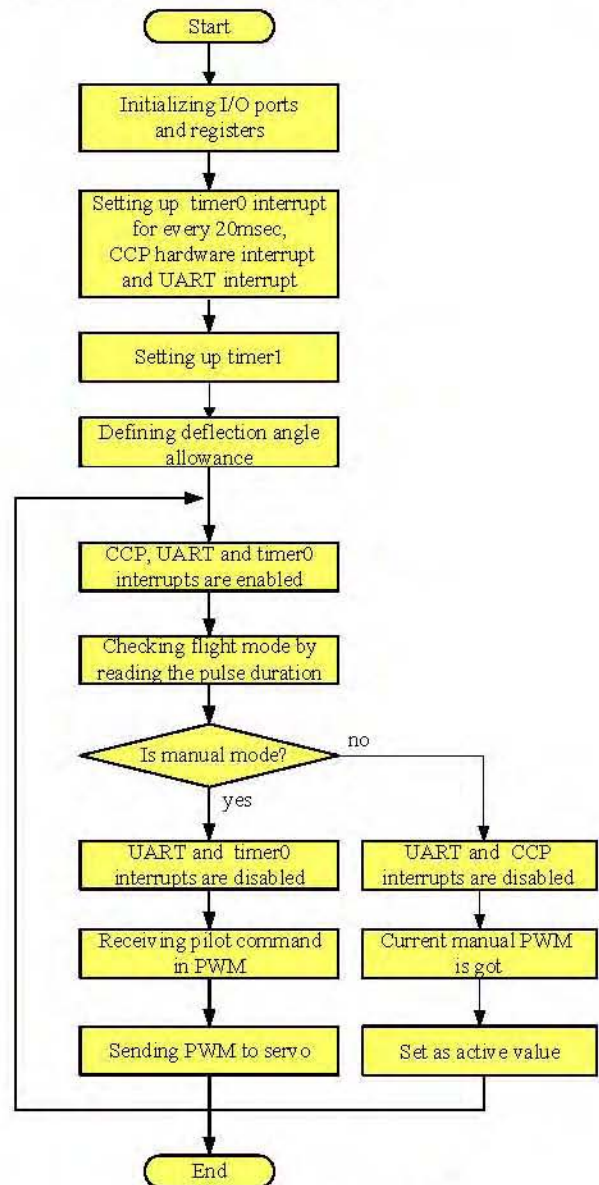 Start
Initializing I/O ports
and registers
Setting up timer0 interrupt
for every 20msec,
CCP hardware interrupt
and UART interrupt
Setting up timer1
Defining deflection angle
allowance
CCP, UART and timer0
interrupts are enabled
Checking flight mode by
reading the pulse duration
Is manual mode?
no
yes
UART and timer0
interrupts are disabled
UART and CCP
interrupts are disabled
Receiving pilot command
in PWM
Current manual PWM
is got
Sending PWM to servo
Set as active value
End